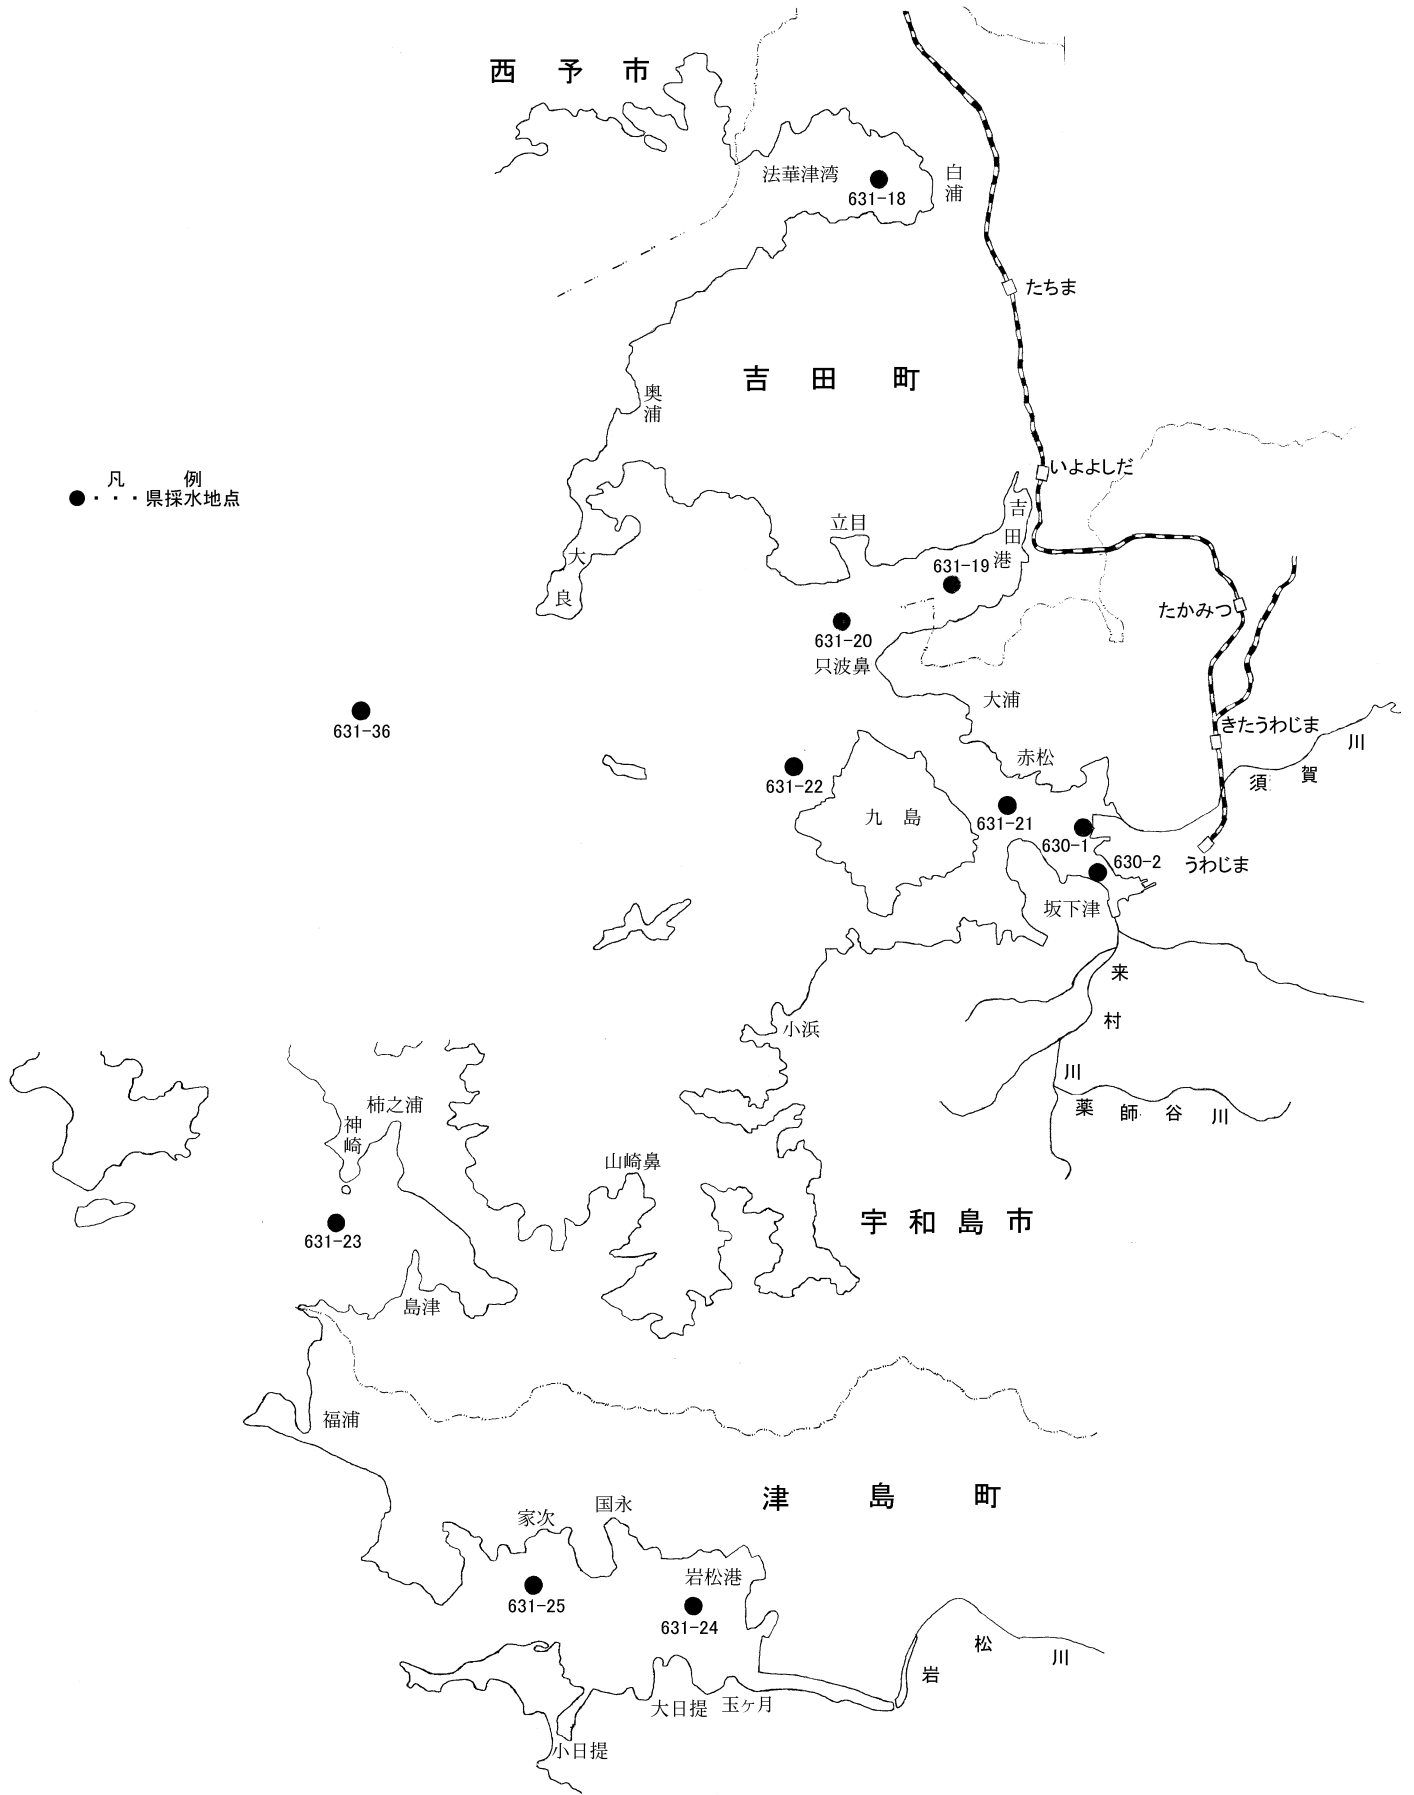 西予市
法華津湾
631-18
白浦
たちま
吉田町
奥浦
凡例
●・・・県採水地点
いよよしだ
吉田港
立目
大良
631-19
631-20
只波鼻
たかみつ
大浦
631-36
きたうわじま
須賀川
赤松
631-22
九島
631-21
630-1
630-2
うわじま
坂下津
来村川
小浜
薬師谷川
柿之浦
神崎
山崎鼻
631-23
宇和島市
島津
福浦
津島町
国永
家次
岩松港
631-25
631-24
岩松川
大日提
玉ヶ月
小日提